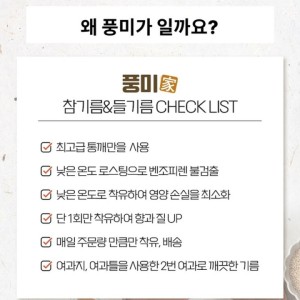 왜 풍미가 일까요?
풍미家
참기름&들기름 CHECK LIST
최고급 통깨만을 사용
낮은 온도 로스팅으로 벤조피렌 불검출
낮은 온도로 착유하여 영양 손실을 최소화
단 1회만 착유하여 향과 질 UP
매일 주문량 만큼만 착유, 배송
여과지, 여과틀을 사용한 2번 여과로 깨끗한 기름